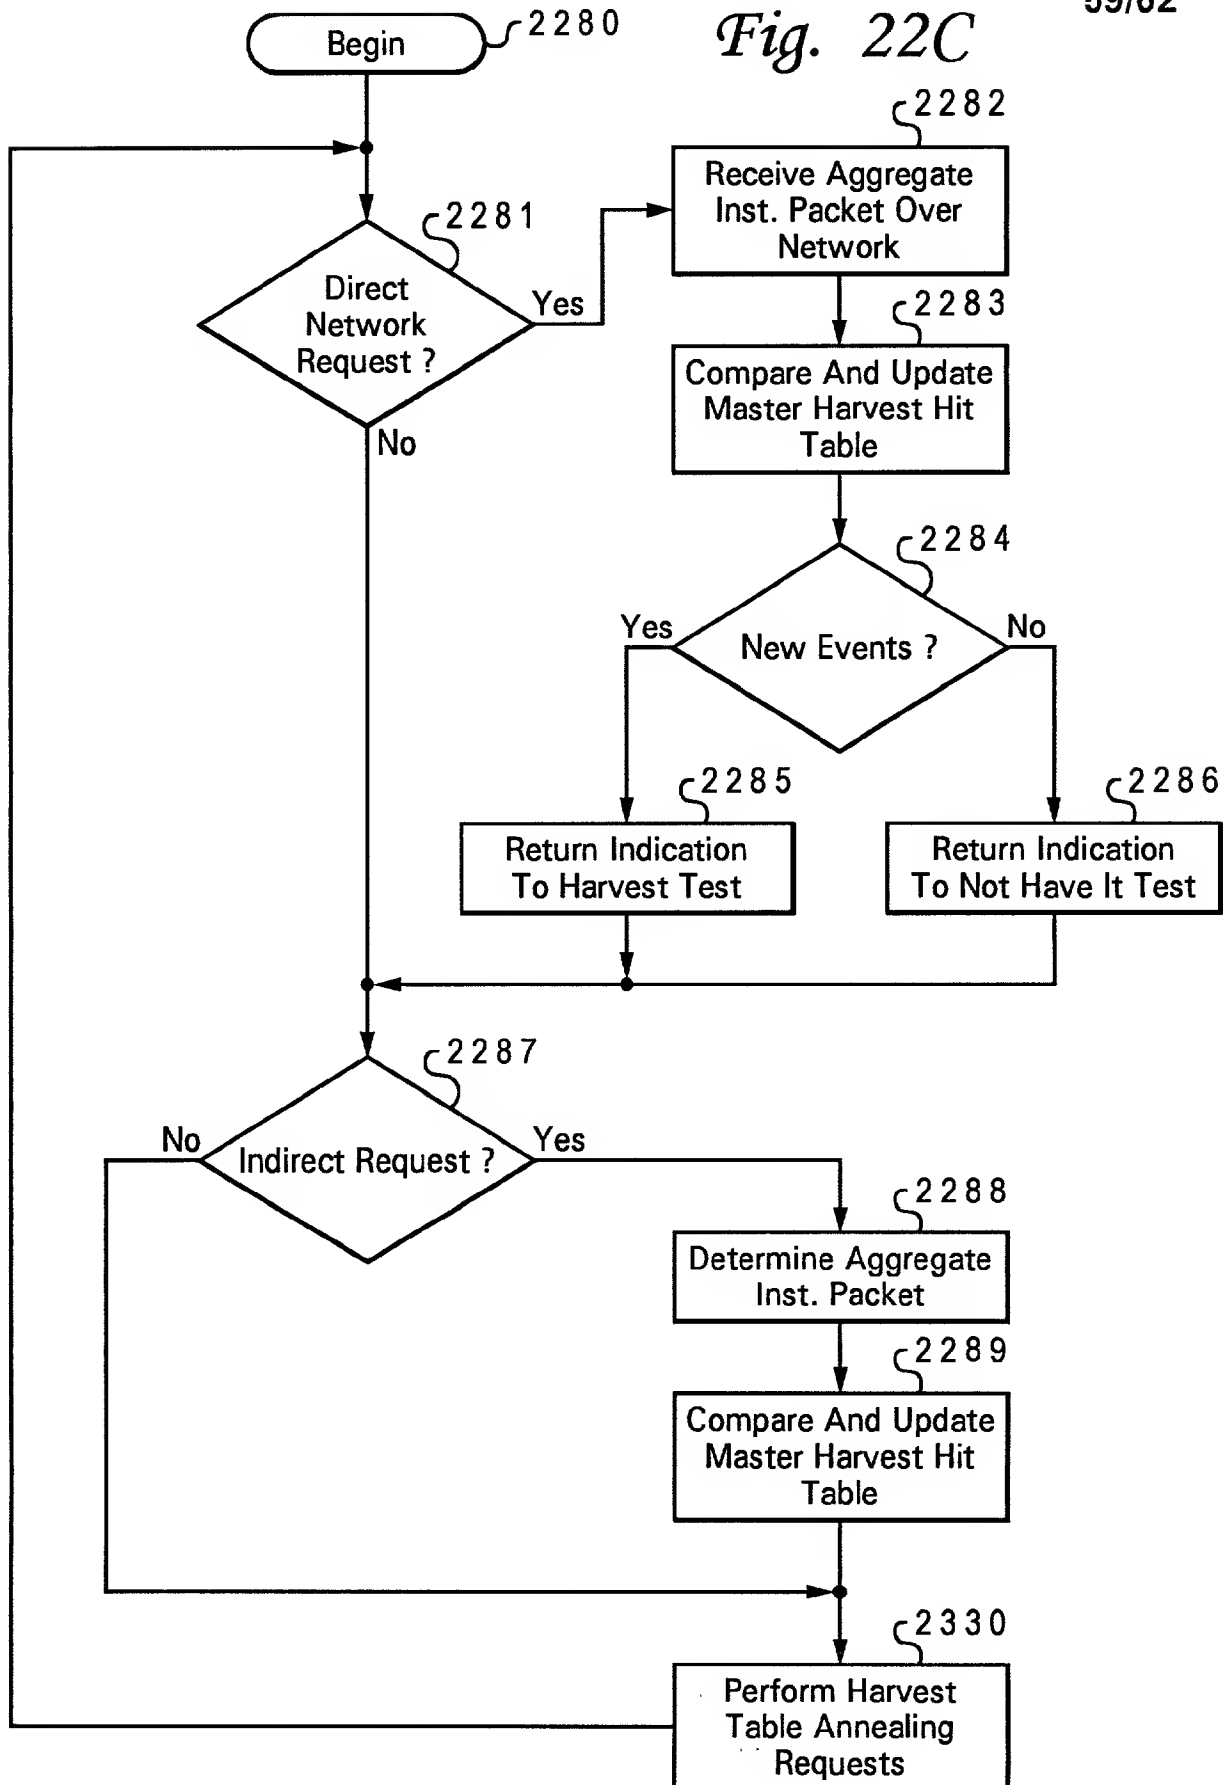 59/62
Fig. 22C
Begin
2280
2281
Direct
Network
Request ?
Yes
No
2282
Receive Aggregate
Inst. Packet Over
Network
2283
Compare And Update
Master Harvest Hit
Table
2284
New Events ?
Yes
No
2285
Return Indication
To Harvest Test
2286
Return Indication
To Not Have It Test
2287
Indirect Request ?
No
Yes
2288
Determine Aggregate
Inst. Packet
2289
Compare And Update
Master Harvest Hit
Table
2330
Perform Harvest
Table Annealing
Requests